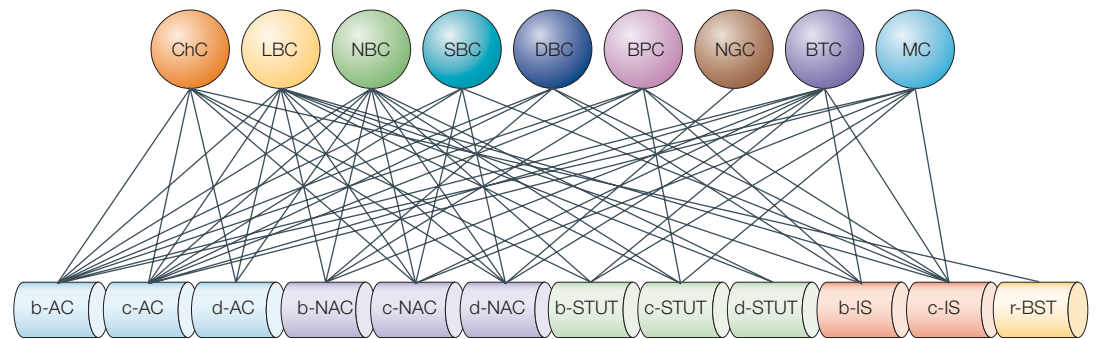 ChC LBC NBC SBC DBC BPC NGC BTC MC
b-AC c-AC d-AC b-NAC c-NAC d-NAC b-STUT c-STUT d-STUT b-IS c-IS r-BST